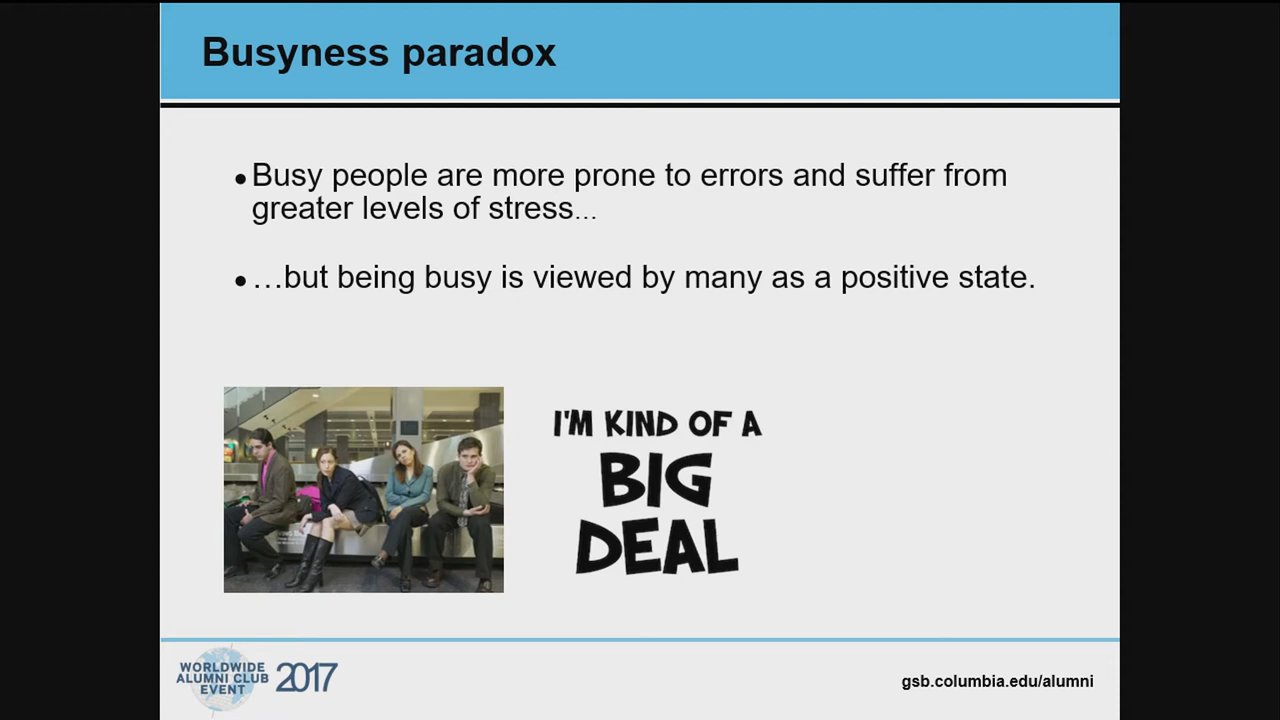 Busyness paradox
•Busy people are more prone to errors and suffer from
greater levels of stress...
•…but being busy is viewed by many as a positive state.
I'M KIND OF A
BIG
DEAL
WORLDWIDE
ALUMNI CLUB
EVENT
2017
gsb.columbia.edu/alumni